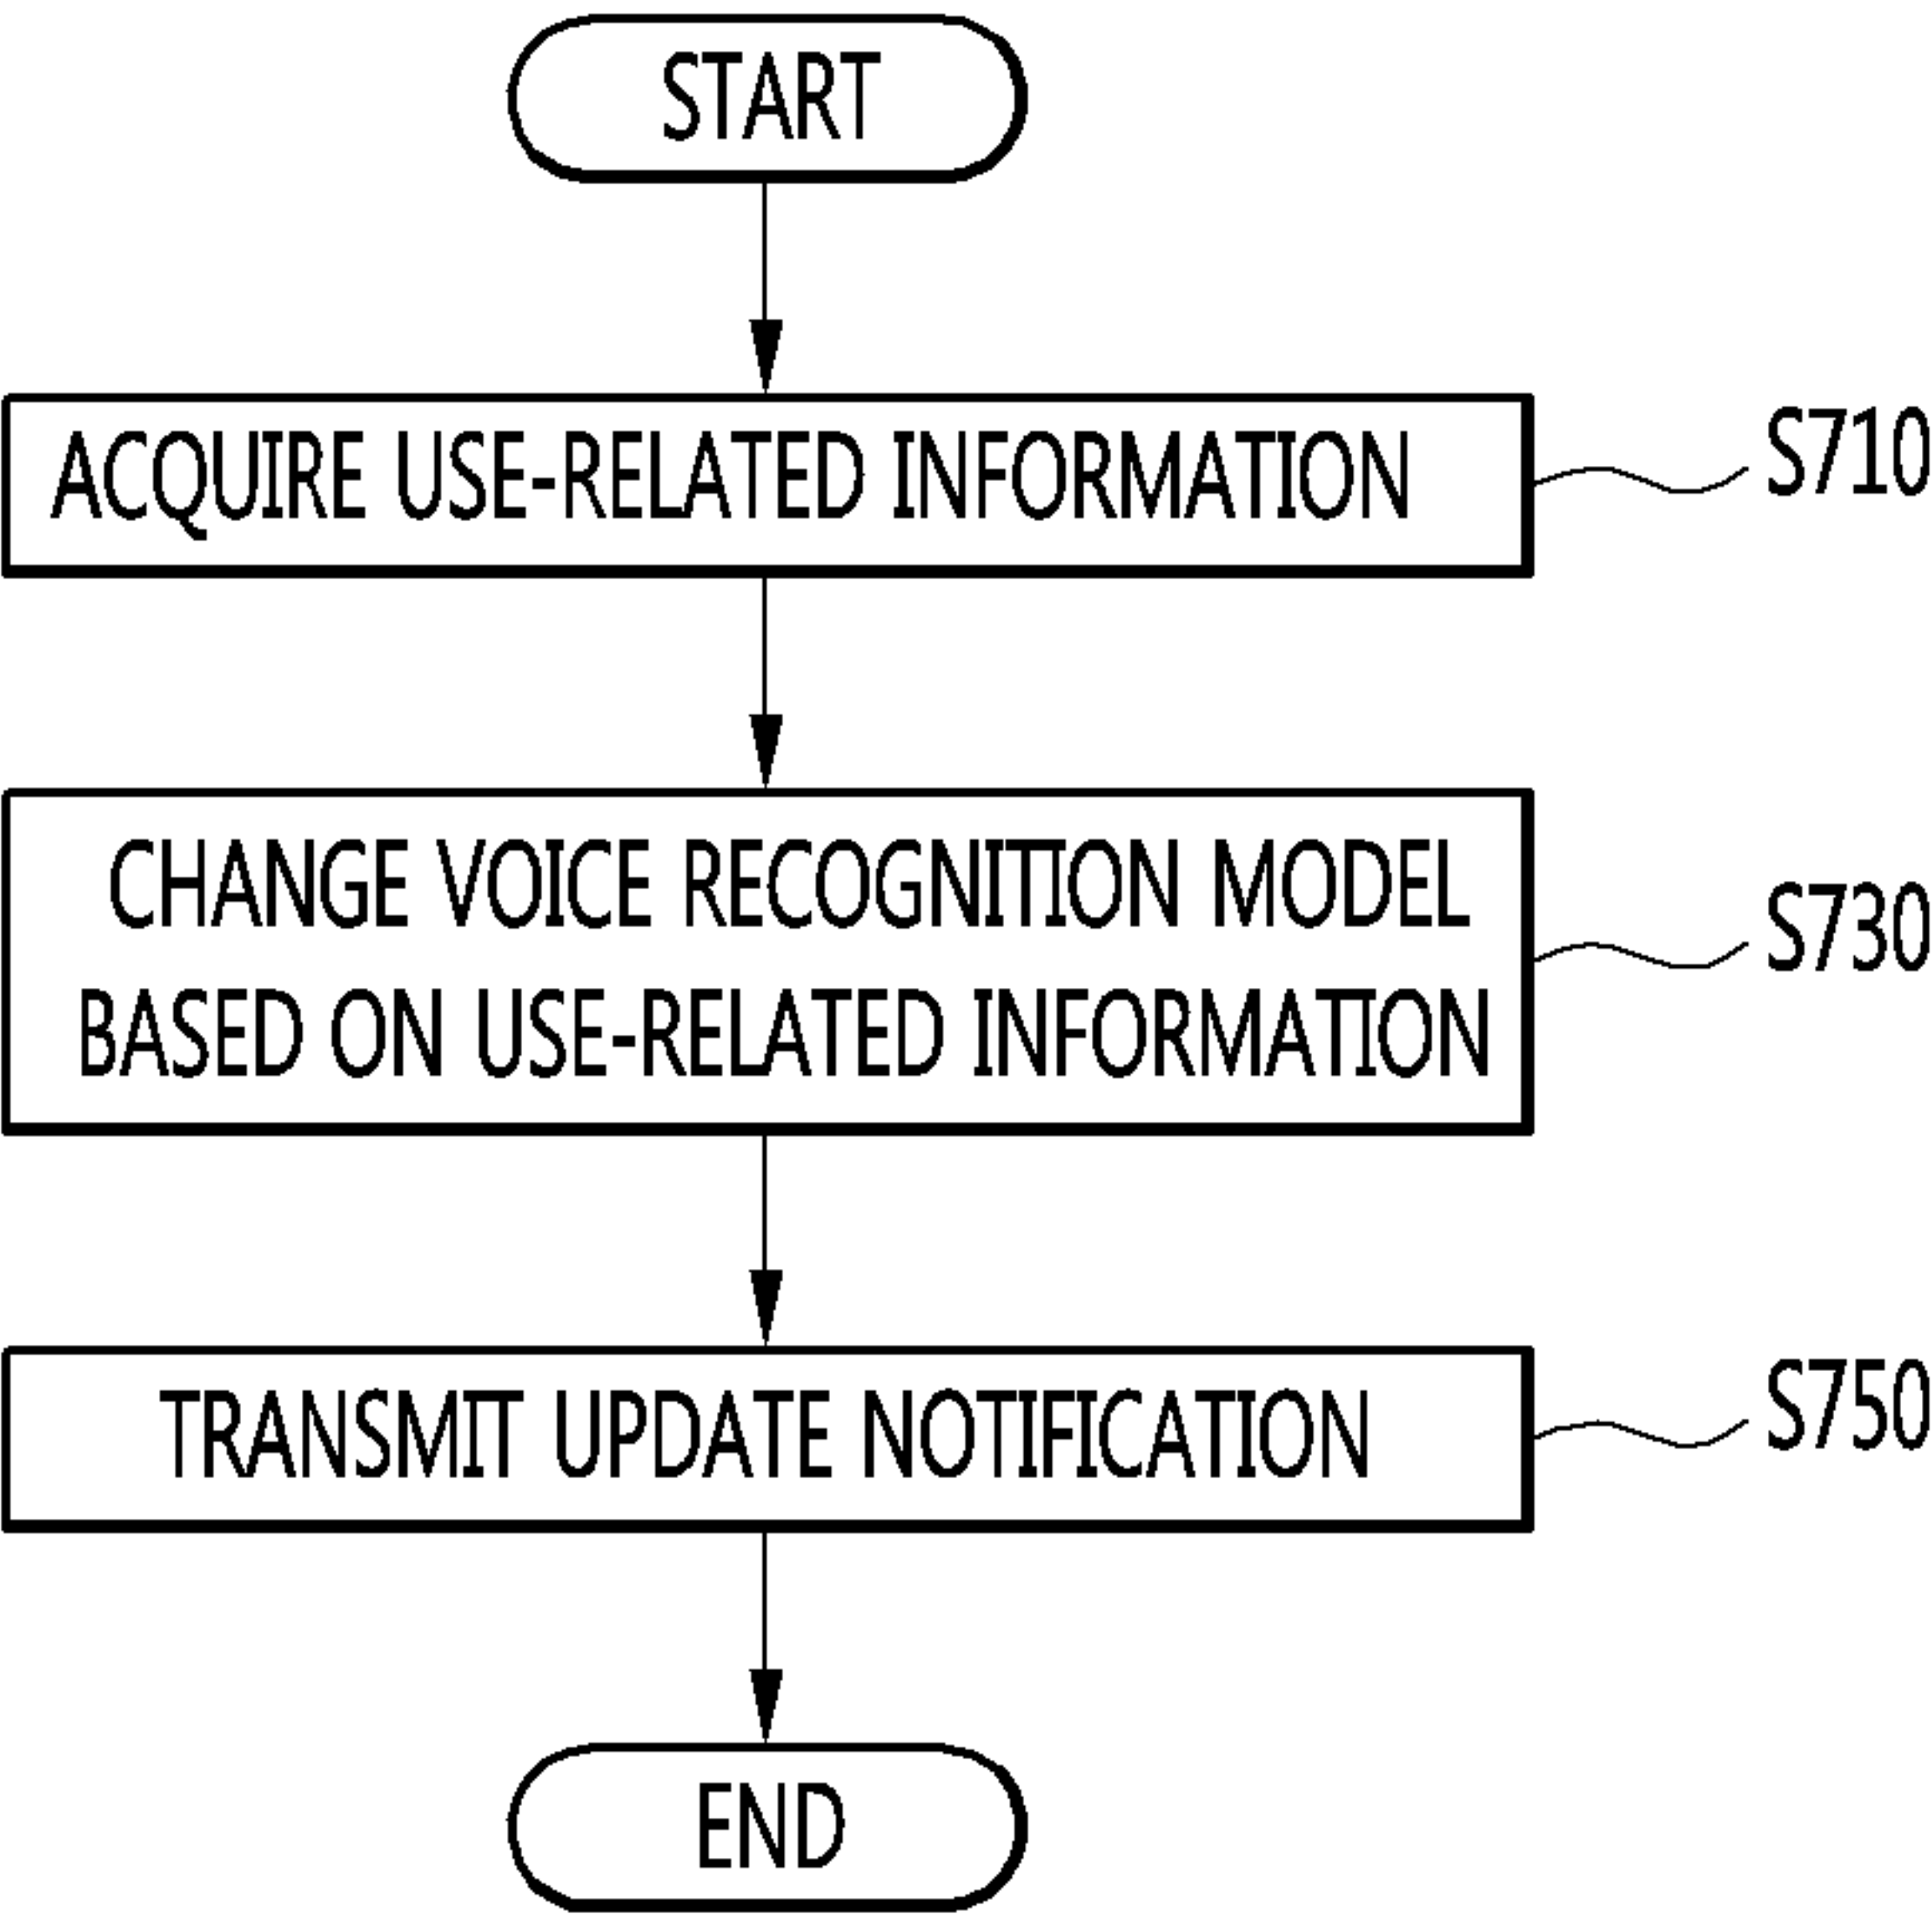 START
ACQUIRE USE-RELATED INFORMATION
S710
CHANGE VOICE RECOGNITION MODEL
BASED ON USE-RELATED INFORMATION
S730
TRANSMIT UPDATE NOTIFICATION
S750
END